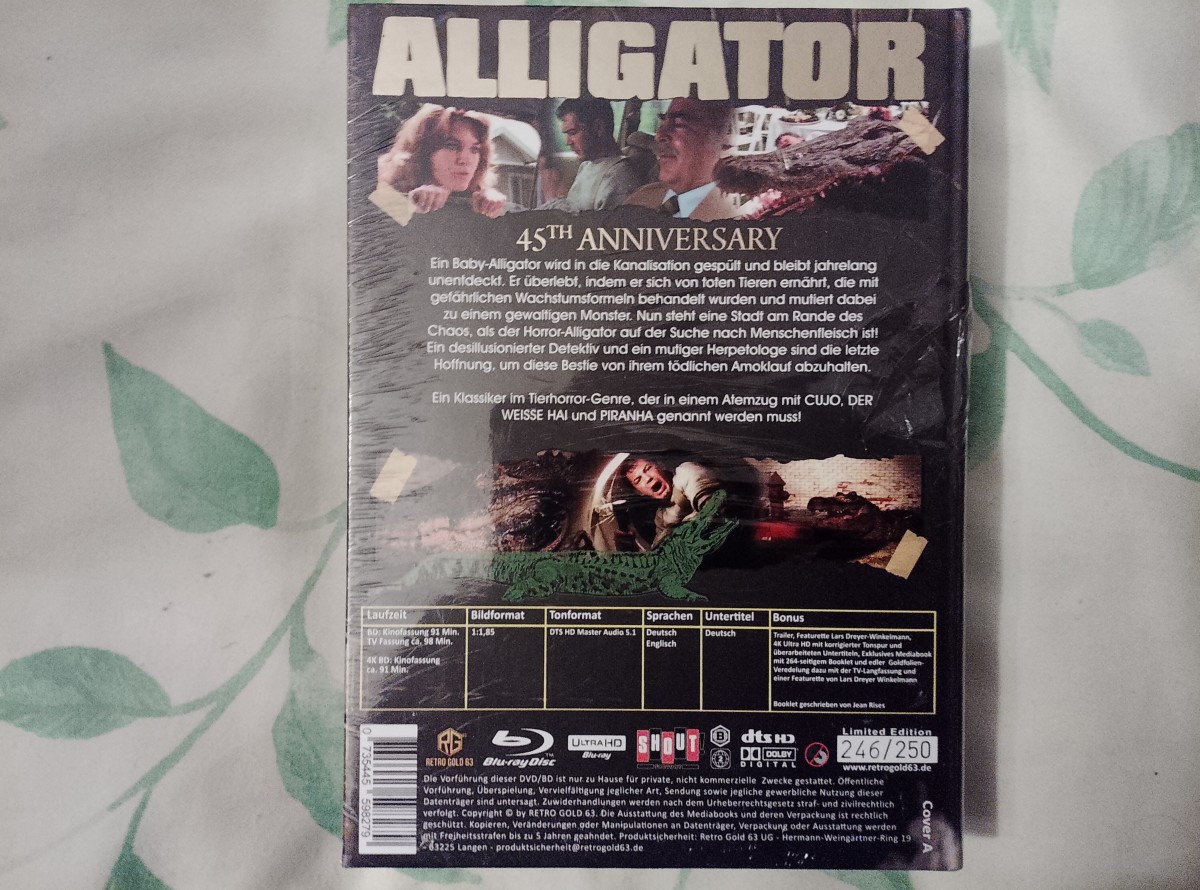 ALLIGATOR
45TH ANNIVERSARY
Ein Baby-Alligator wird in die Kanalisation gespült und bleibt jahrelang
unentdeckt. Er überlebt, indem er sich von toten Tieren ernährt, die mit
gefährlichen Wachstumsformeln behandelt wurden und mutiert dabei
zu einem gewaltigen Monster. Nun steht eine Stadt am Rande des
Chaos, als der Horror-Alligator auf der Suche nach Menschenfleisch ist!
Ein desillusionierter Detektiv und ein mutiger Herpetologe sind die letzte
Hoffnung, um diese Bestie von ihrem tödlichen Amoklauf abzuhalten.
Ein Klassiker im Tierhorror-Genre, der in einem Atemzug mit CUJO, DER
WEISSE HAI und PIRANHA genannt werden muss!
Laufzeit Bildformat Tonformat Sprachen Untertitel Bonus
BD: Kinofassung 91 Min.
TV Fassung ca. 98 Min.
4K BD: Kinofassung
ca. 91 Min.
1:1,85
DTS HD Master Audio 5.1
Deutsch
Englisch
Deutsch
Trailer, Featurette Lars Dreyer-Winkelmann,
4K Ultra HD mit korrigierter Tonspur und
überarbeiteten Untertiteln, Exklusives Mediabook
mit 264-seitigem Booklet und edler Goldfolien-
Veredelung dazu mit der TV-Langfassung und
einer Featurette von Lars Dreyer Winkelmann
Booklet geschrieben von Jean Rises
0 735445 598279
RG
RETRO GOLD 63
Blu-ray Disc
ULTRA HD
Blu-ray
SHOUT
B
2
dts HD
DOLBY
DIGITAL
Limited Edition
246/250
www.retrogold63.de
Die Vorführung dieser DVD/BD ist nur zu Hause für private, nicht kommerzielle Zwecke gestattet. Öffentliche
Vorführung, Überspielung, Vervielfältigung jeglicher Art, Sendung sowie jegliche gewerbliche Nutzung dieser
Datenträger sind untersagt. Zuwiderhandlungen werden nach dem Urheberrechtsgesetz straf- und zivilrechtlich
verfolgt. Copyright © by RETRO GOLD 63. Die Ausstattung des Mediabooks und deren Verpackung ist rechtlich
geschützt. Kopieren, Veränderungen oder Manipulationen an Datenträger, Verpackung oder Ausstattung werden
mit Freiheitsstrafen bis zu 5 Jahren geahndet. Produktsicherheit: Retro Gold 63 UG - Hermann-Weingärtner-Ring 19
- 63225 Langen - produktsicherheit@retrogold63.de
Cover A